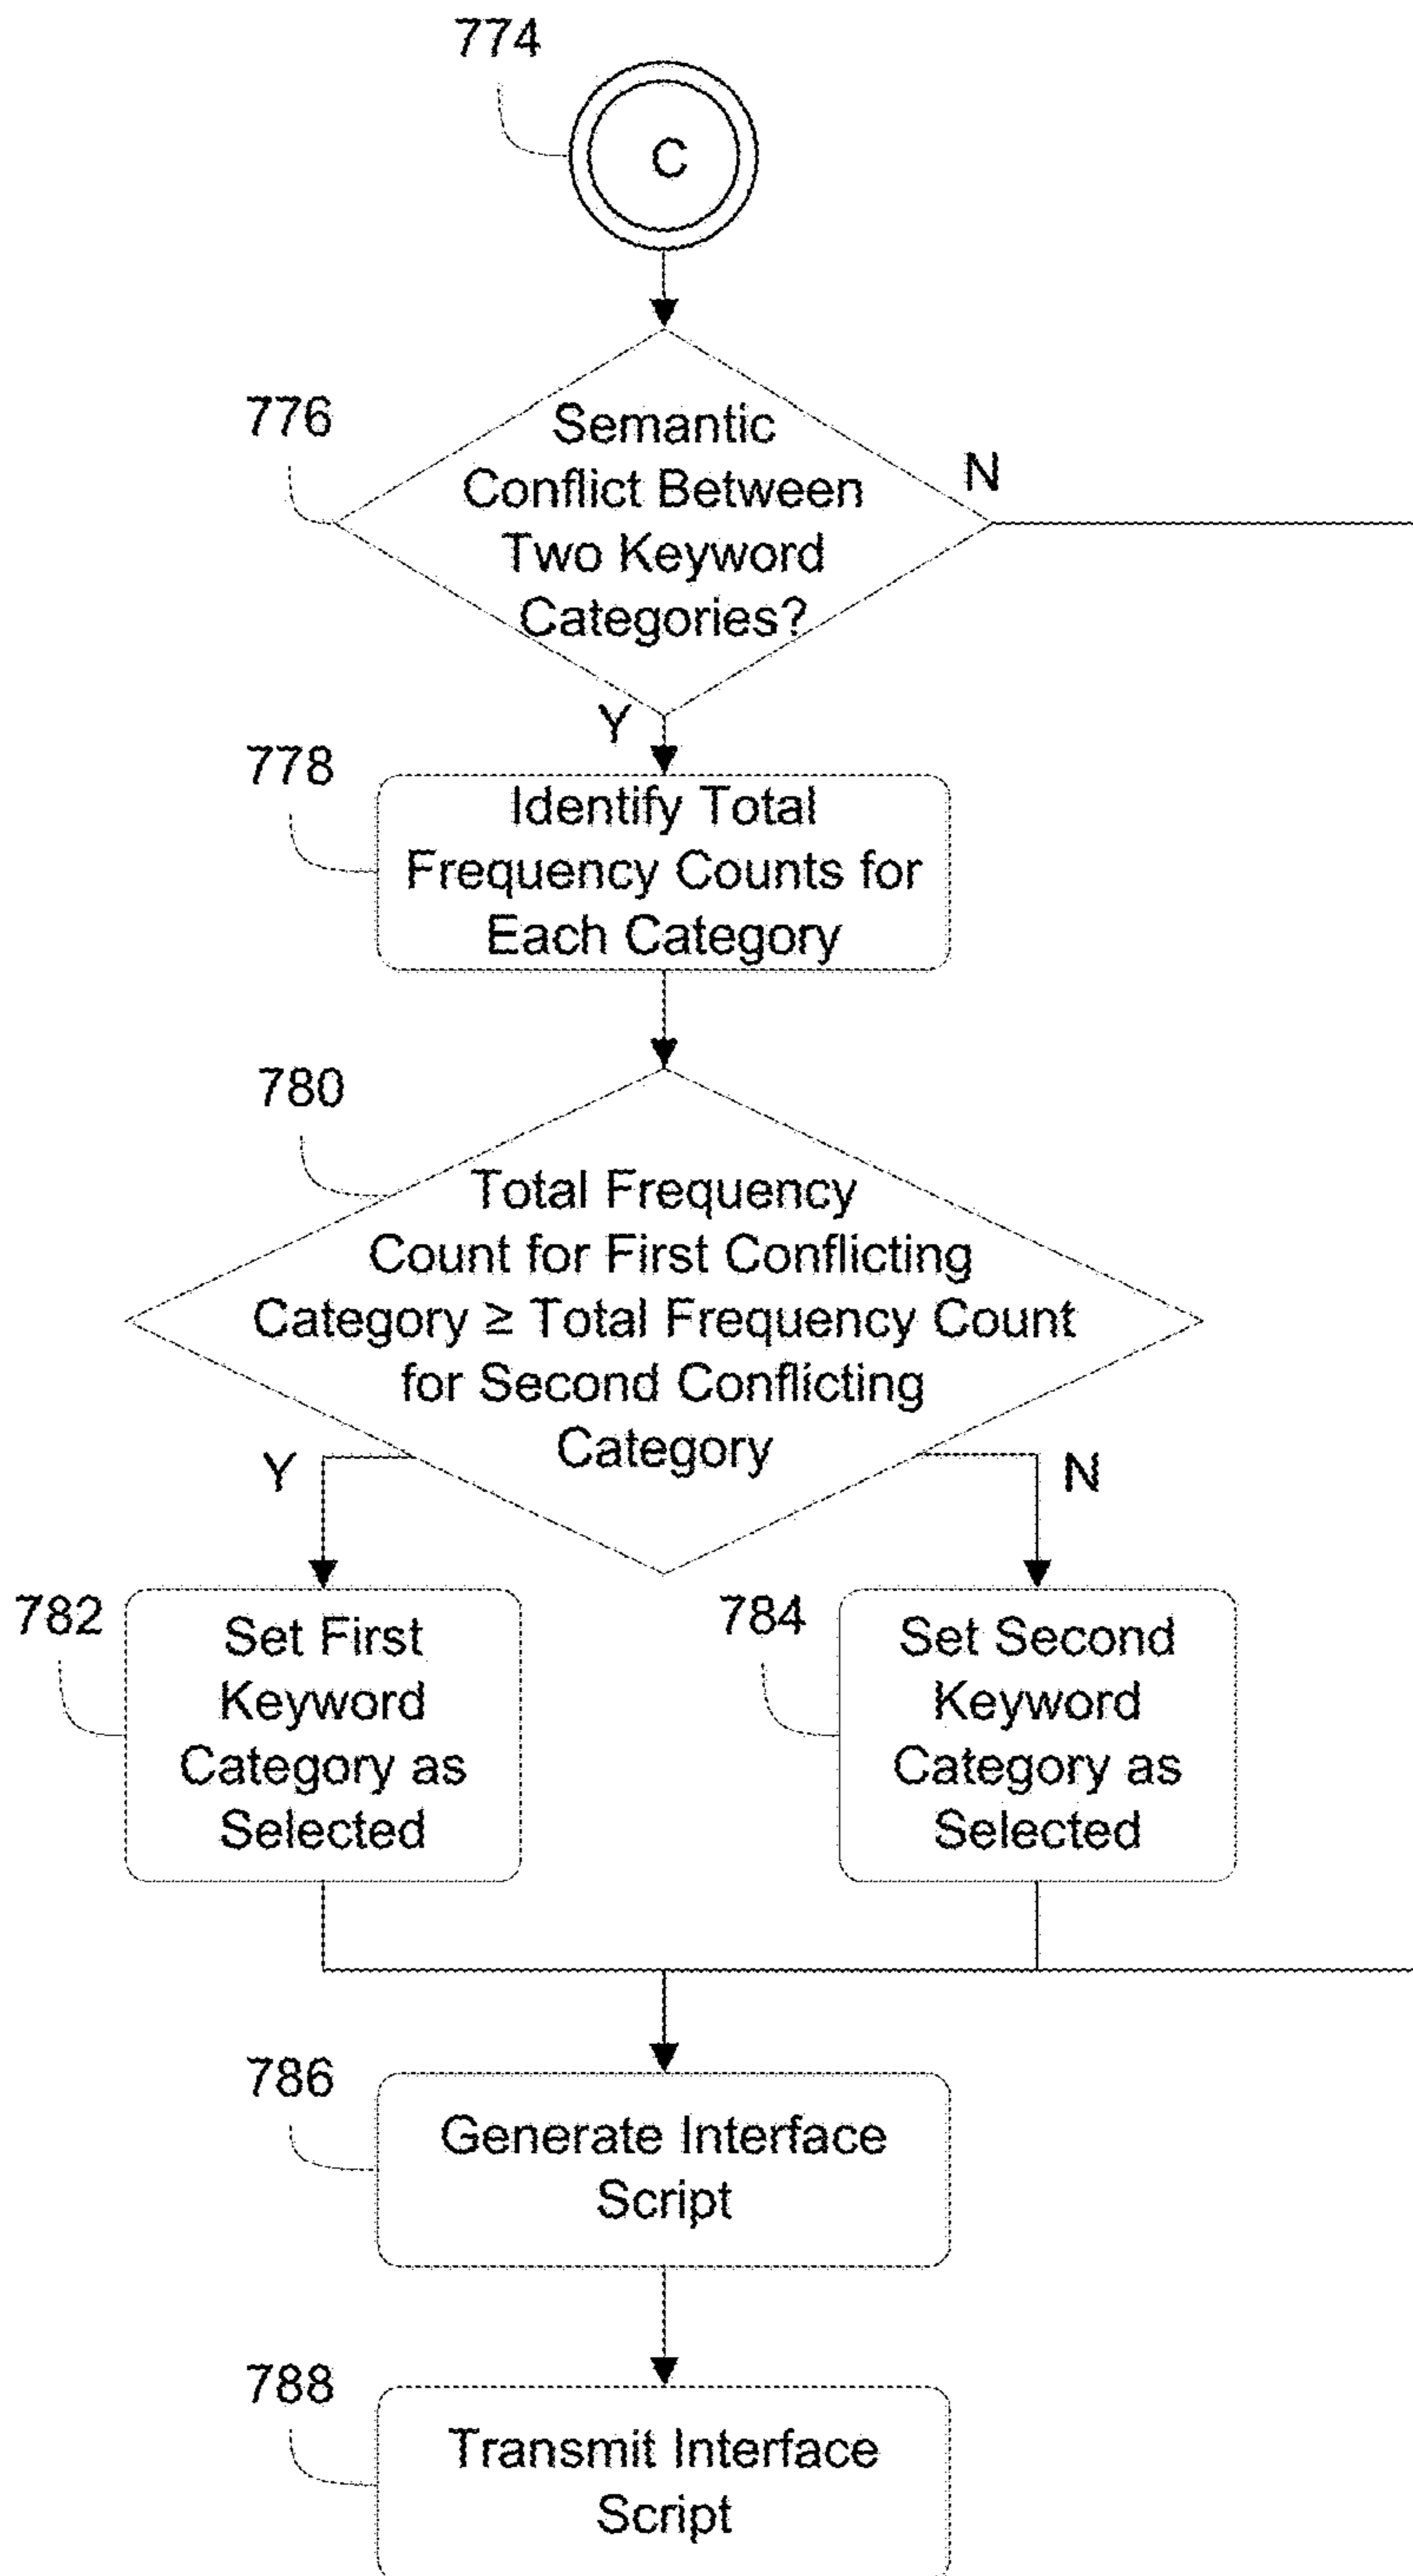 774
C
776
Semantic
Conflict Between
Two Keyword
Categories?
N
Y
778
Identify Total
Frequency Counts for
Each Category
780
Total Frequency
Count for First Conflicting
Category ≥ Total Frequency Count
for Second Conflicting
Category
Y
N
782
Set First
Keyword
Category as
Selected
784
Set Second
Keyword
Category as
Selected
786
Generate Interface
Script
788
Transmit Interface
Script